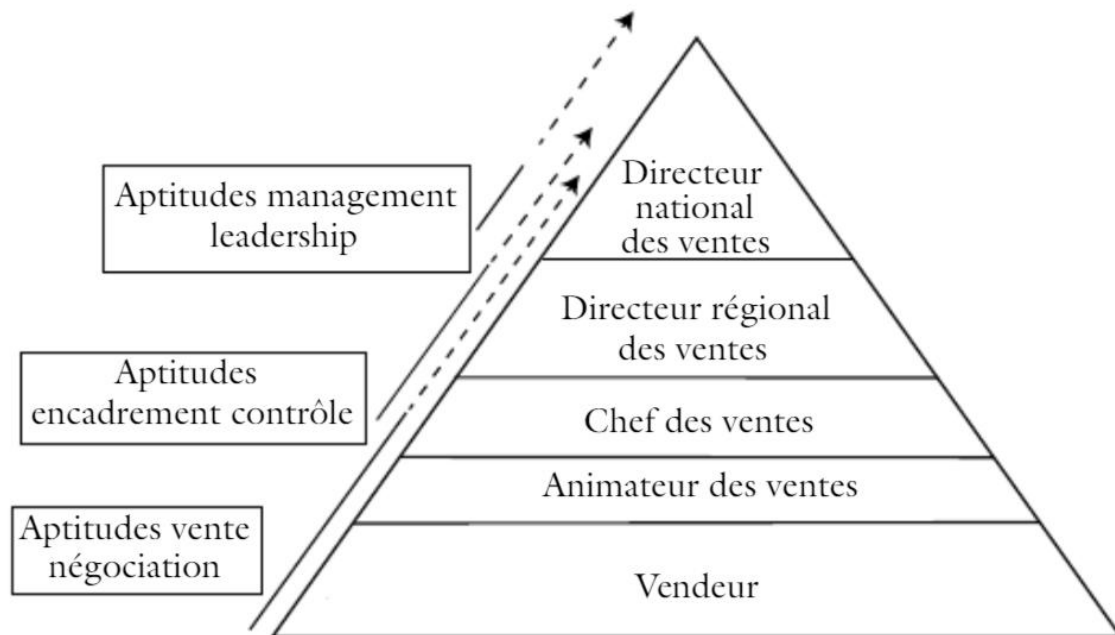 Aptitudes management
leadership
Aptitudes
encadrement contrôle
Aptitudes vente
négociation
Directeur
national
des ventes
Directeur régional
des ventes
Chef des ventes
Animateur des ventes
Vendeur